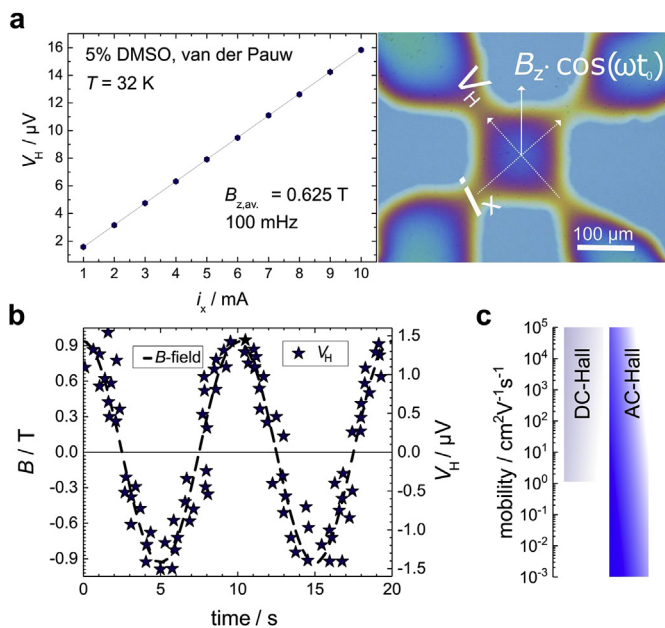 a
5% DMSO, van der Pauw
T = 32 K
B_z,av. = 0.625 T
100 mHz
V_H / µV
16
14
12
10
8
6
4
2
1 2 3 4 5 6 7 8 9 10
i_x / mA
V_H
B_z · cos(ωt_0)
i_x
100 µm
b
B-field
V_H
B / T
0.9
0.6
0.3
0.0
-0.3
-0.6
-0.9
1.5
1.0
0.5
0.0
-0.5
-1.0
-1.5
V_H / µV
0 5 10 15 20
time / s
c
mobility / cm²V⁻¹s⁻¹
10⁵
10⁴
10³
10²
10¹
10⁰
10⁻¹
10⁻²
10⁻³
DC-Hall
AC-Hall